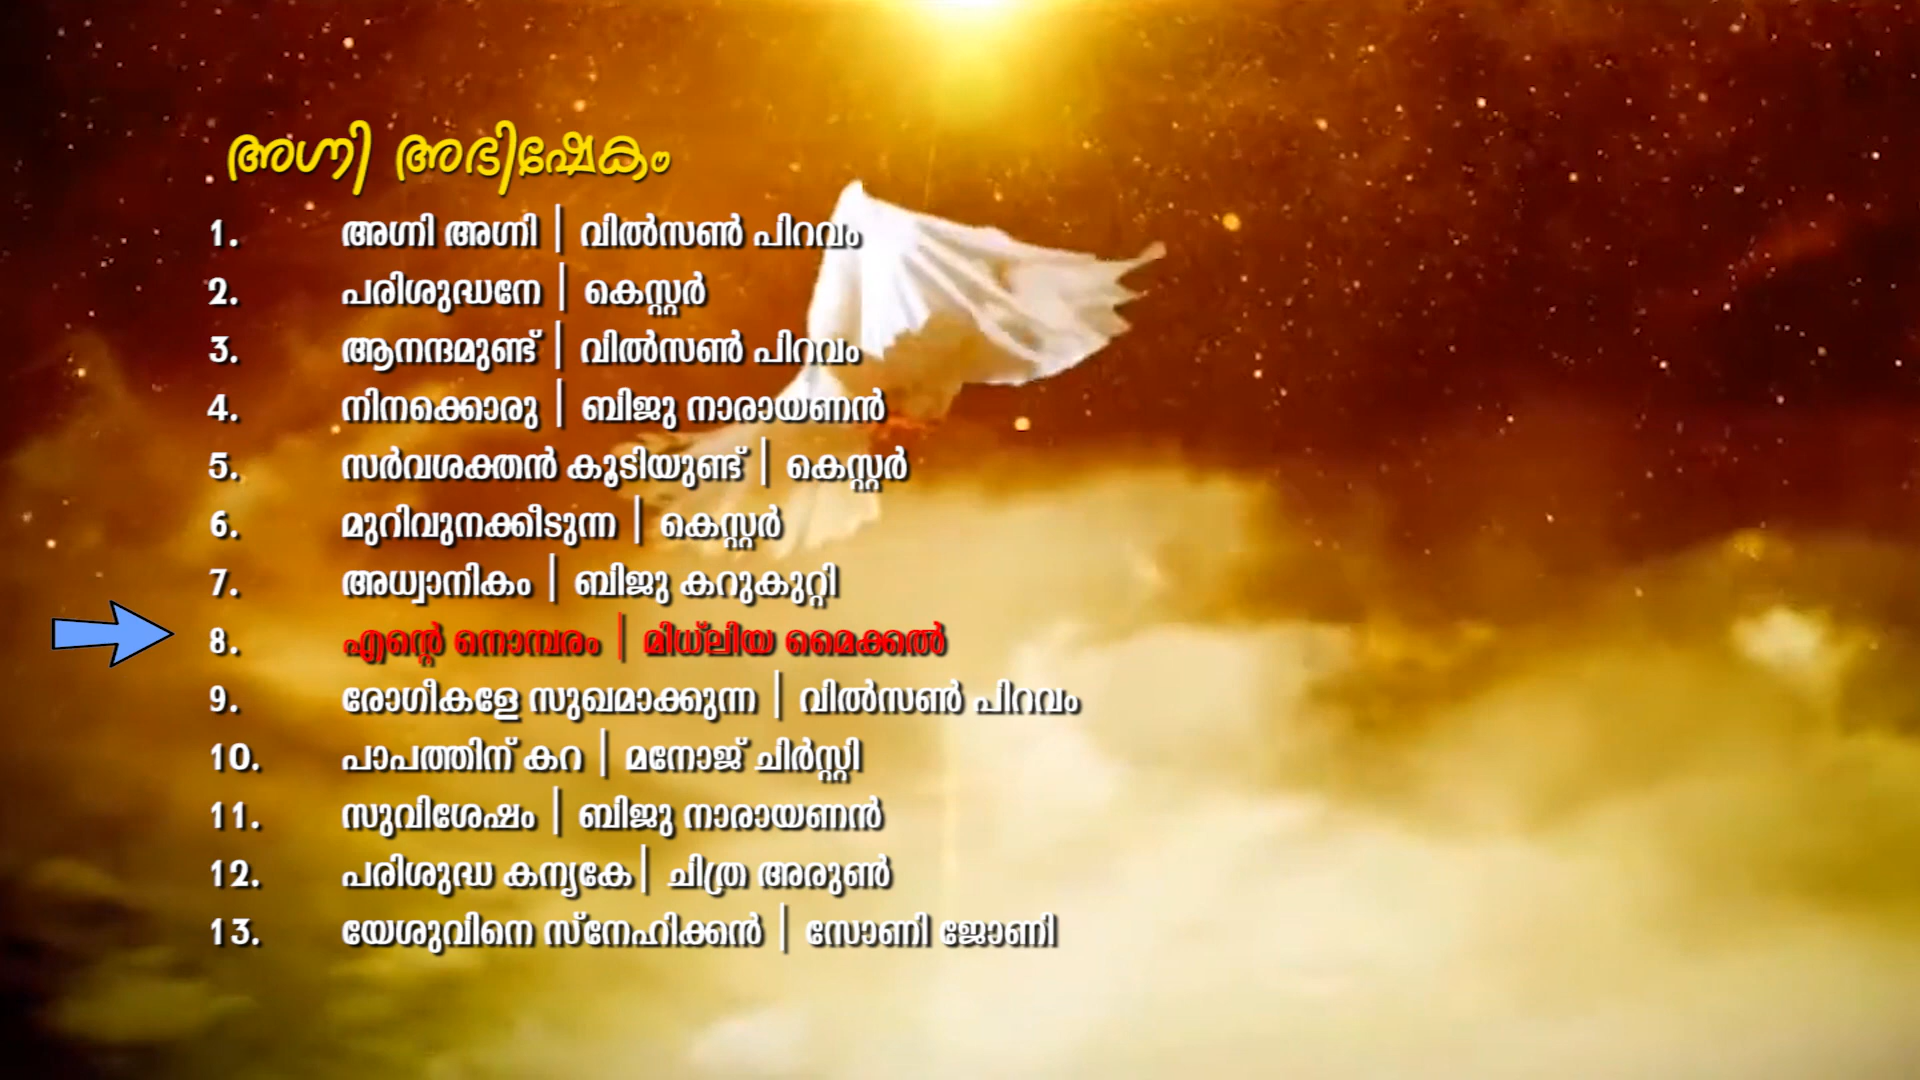 അഗ്നി അഭിഷേകം
1. അഗ്നി അഗ്നി | വിൽസൺ പിറവം
2. പരിശുദ്ധനേ | കെസ്റ്റർ
3. ആനന്ദമുണ്ട് | വിൽസൺ പിറവം
4. നിനക്കൊരു | ബിജു നാരായണൻ
5. സർവശക്തൻ കൂടിയുണ്ട് | കെസ്റ്റർ
6. മുറിവുനക്കീടുന്ന | കെസ്റ്റർ
7. അധ്വാനികം | ബിജു കറുകുറ്റി
8. എന്റെ നൊമ്പരം | മിധ്ലിയ മൈക്കൽ
9. രോഗീകളേ സുഖമാക്കുന്ന | വിൽസൺ പിറവം
10. പാപത്തിന് കറ | മനോജ് ചിർസ്റ്റി
11. സുവിശേഷം | ബിജു നാരായണൻ
12. പരിശുദ്ധ കന്യകേ | ചിത്ര അരുൺ
13. യേശുവിനെ സ്നേഹിക്കൻ | സോണി ജോണി